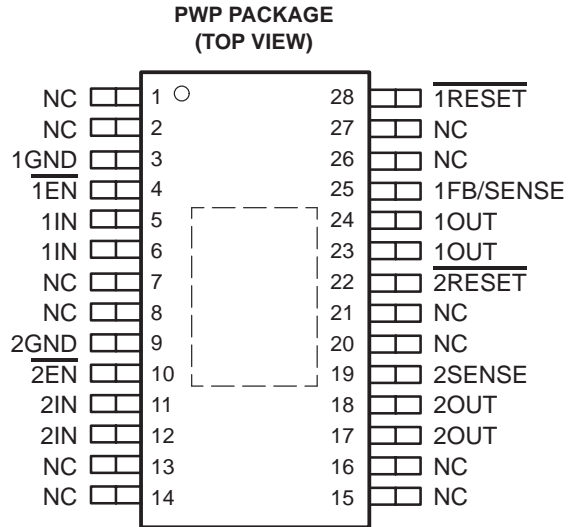 PWP PACKAGE
(TOP VIEW)
NC 1 28 1RESET
NC 2 27 NC
1GND 3 26 NC
1EN 4 25 1FB/SENSE
1IN 5 24 1OUT
1IN 6 23 1OUT
NC 7 22 2RESET
NC 8 21 NC
2GND 9 20 NC
2EN 10 19 2SENSE
2IN 11 18 2OUT
2IN 12 17 2OUT
NC 13 16 NC
NC 14 15 NC